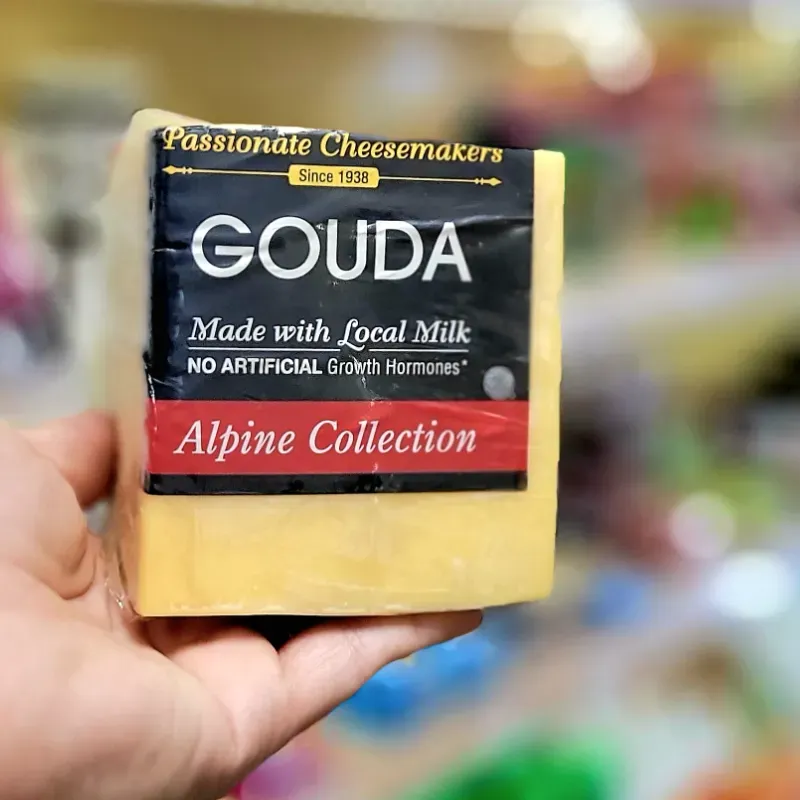 Passionate Cheesemakers
Since 1938
GOUDA
Made with Local Milk
NO ARTIFICIAL Growth Hormones*
Alpine Collection